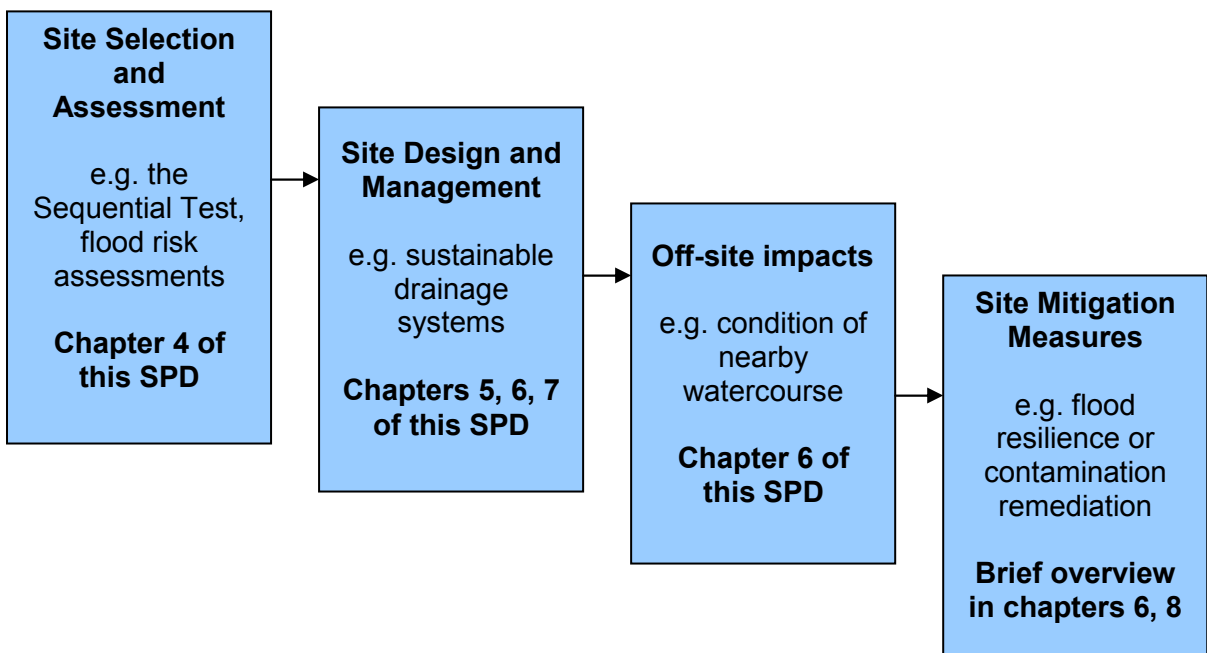 Site Selection
and
Assessment
e.g. the
Sequential Test,
flood risk
assessments
Chapter 4 of
this SPD
Site Design and
Management
e.g. sustainable
drainage
systems
Chapters 5, 6, 7
of this SPD
Off-site impacts
e.g. condition of
nearby
watercourse
Chapter 6 of
this SPD
Site Mitigation
Measures
e.g. flood
resilience or
contamination
remediation
Brief overview
in chapters 6, 8